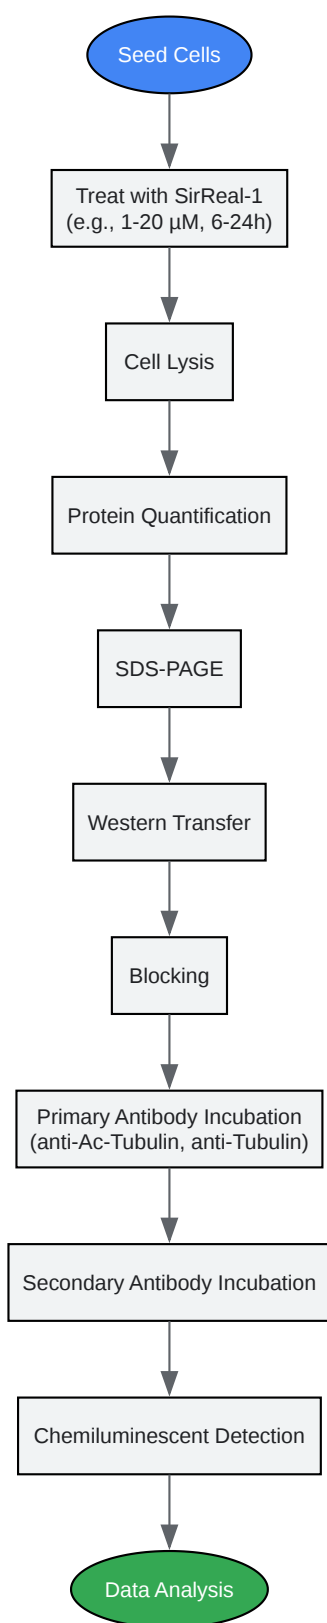 Seed Cells
Treat with SirReal-1
(e.g., 1-20 µM, 6-24h)
Cell Lysis
Protein Quantification
SDS-PAGE
Western Transfer
Blocking
Primary Antibody Incubation
(anti-Ac-Tubulin, anti-Tubulin)
Secondary Antibody Incubation
Chemiluminescent Detection
Data Analysis